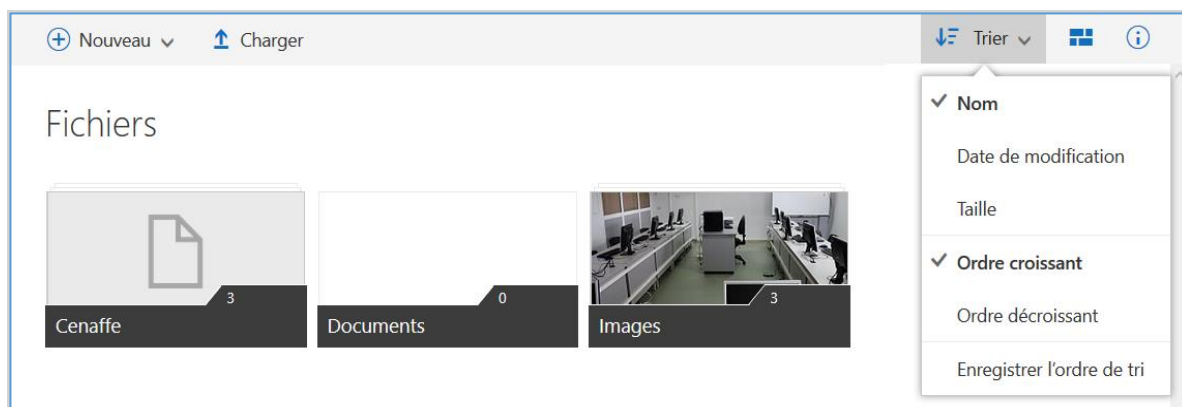 Nouveau
Charger
Trier
Fichiers
3
Cenaffe
0
Documents
3
Images
Nom
Date de modification
Taille
Ordre croissant
Ordre décroissant
Enregistrer l’ordre de tri